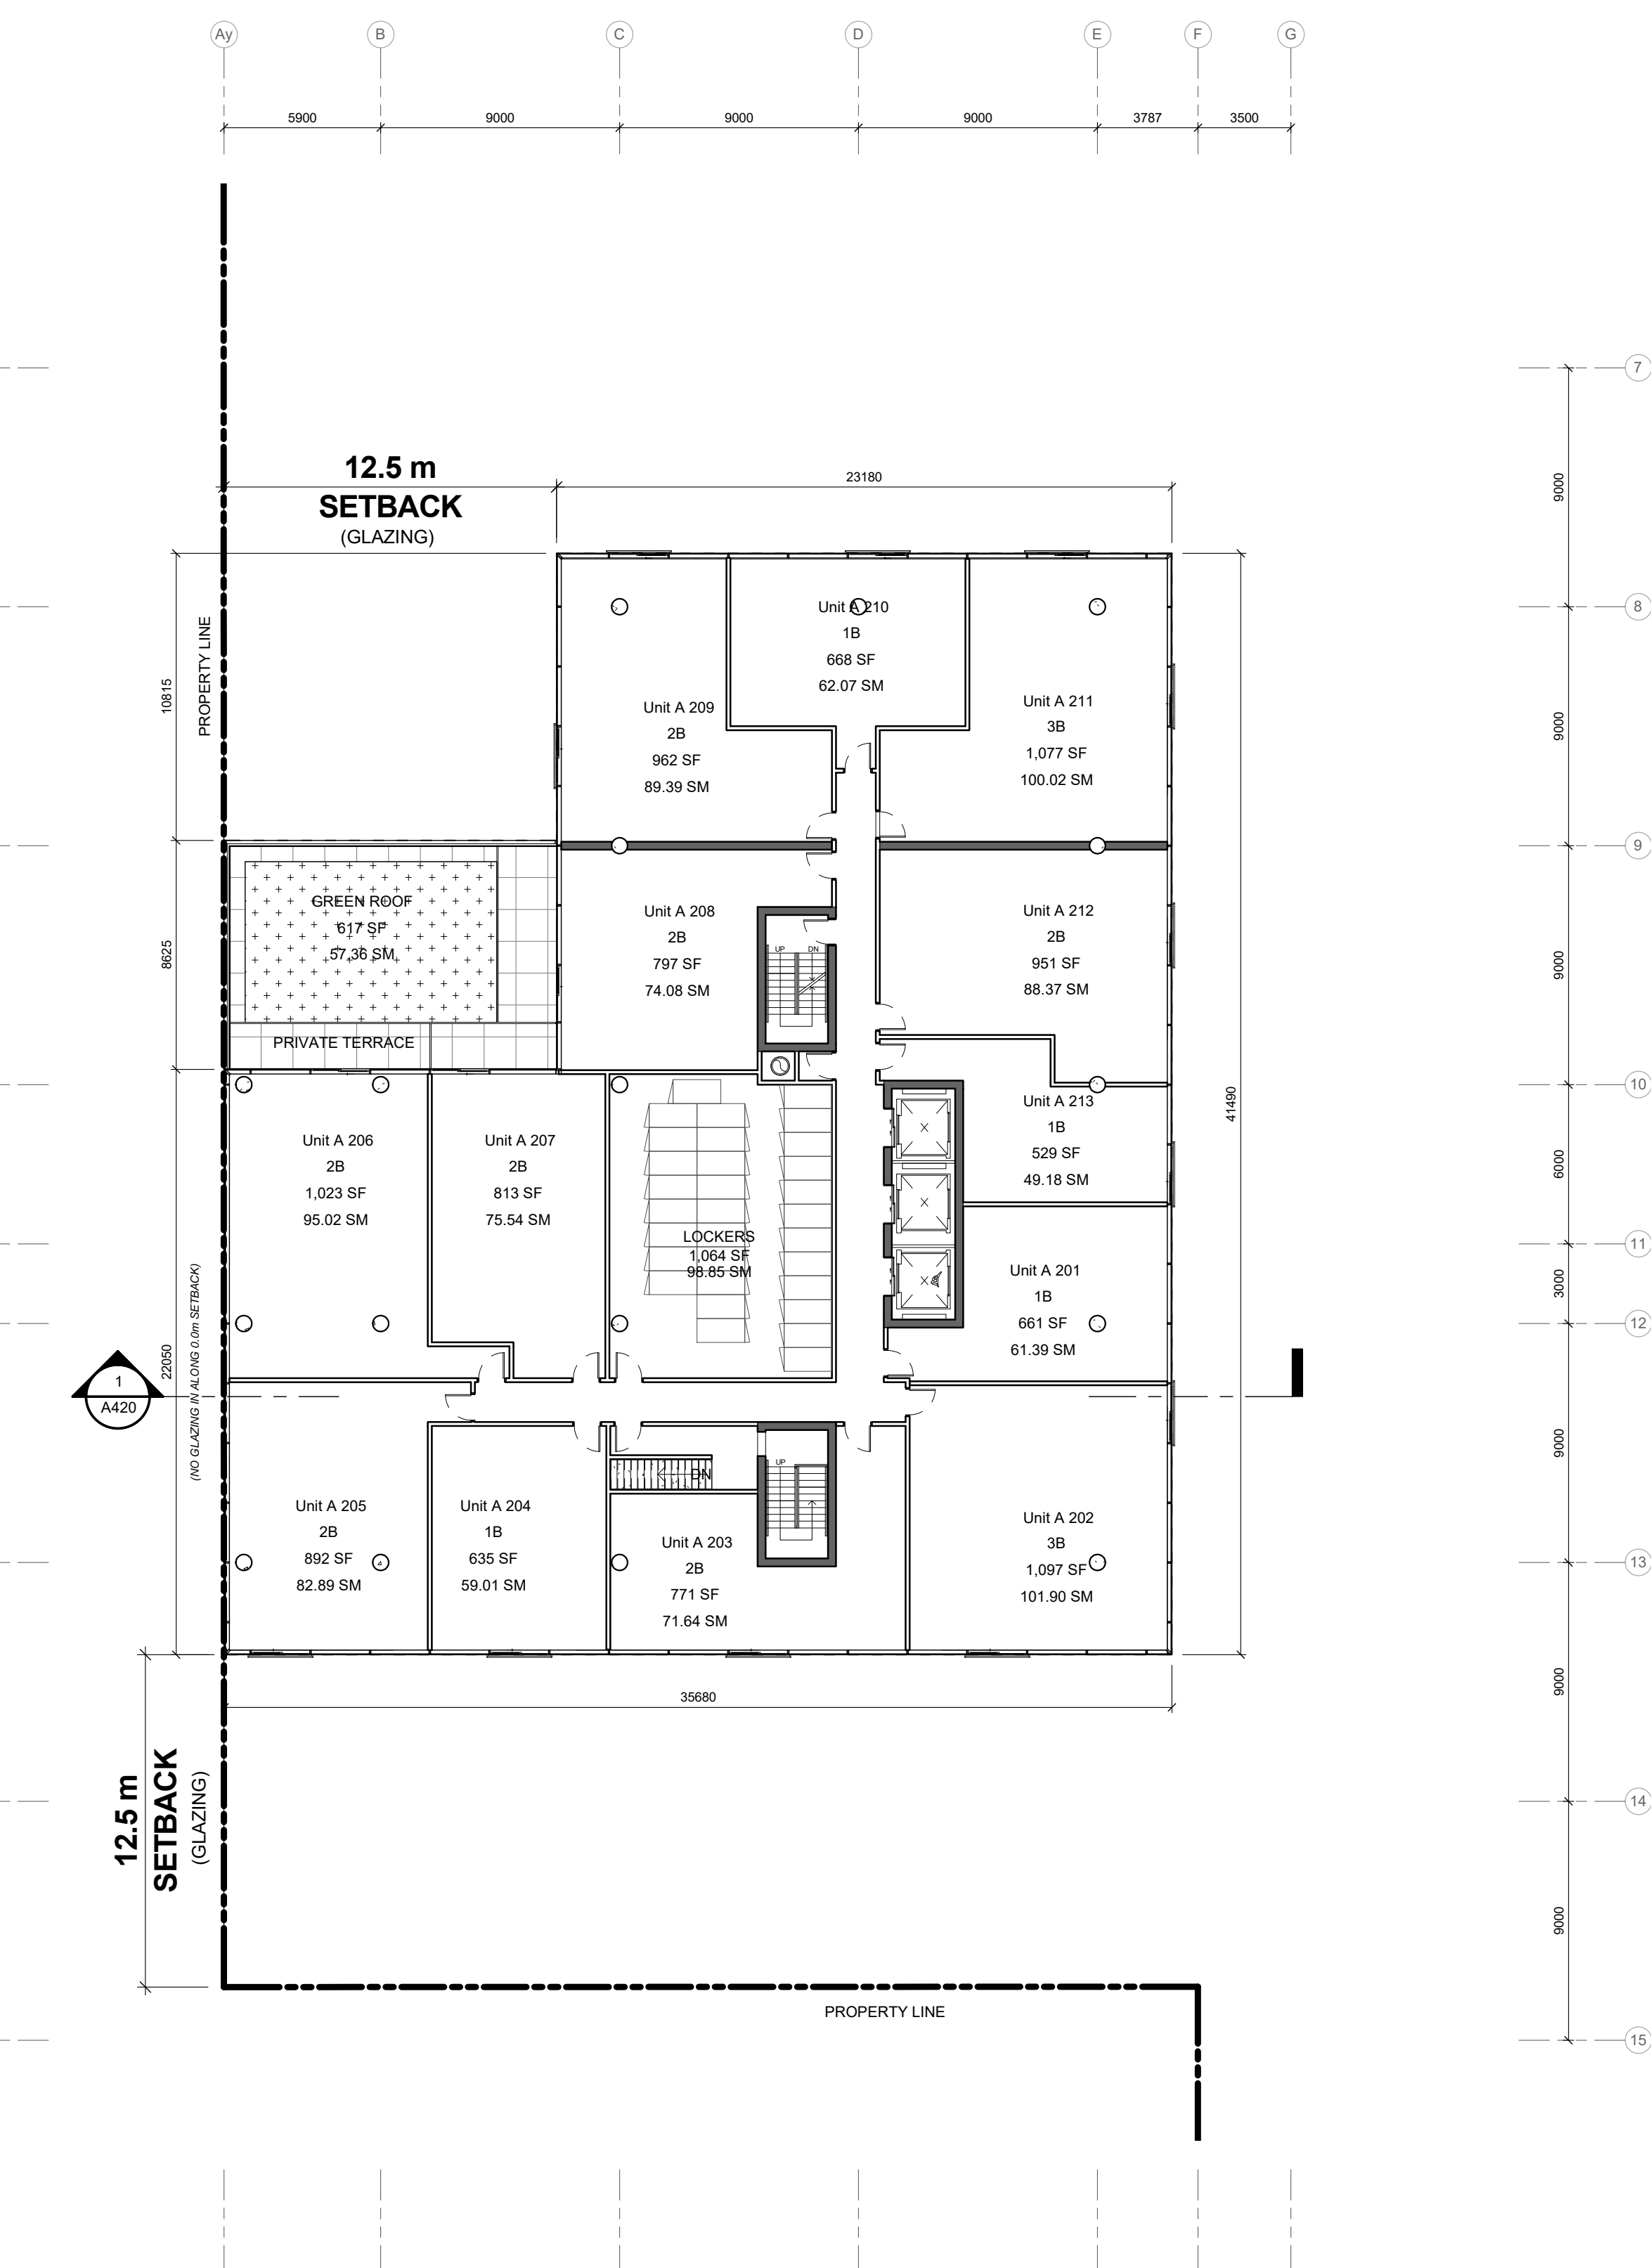 Ay
B
C
D
E
F
G
5900
9000
9000
9000
3787
3500
7
9000
12.5 m
SETBACK
(GLAZING)
23180
PROPERTY LINE
10815
8
Unit A 210
1B
668 SF
62.07 SM
Unit A 209
2B
962 SF
89.39 SM
Unit A 211
3B
1,077 SF
100.02 SM
9000
9
8625
GREEN ROOF
617 SF
57.36 SM
PRIVATE TERRACE
Unit A 208
2B
797 SF
74.08 SM
UP
DN
Unit A 212
2B
951 SF
88.37 SM
9000
10
41490
Unit A 206
2B
1,023 SF
95.02 SM
Unit A 207
2B
813 SF
75.54 SM
LOCKERS
1,064 SF
98.85 SM
Unit A 213
1B
529 SF
49.18 SM
6000
11
Unit A 201
1B
661 SF
61.39 SM
3000
12
22050
(NO GLAZING IN ALONG 0.0m SETBACK)
1
A420
Unit A 205
2B
892 SF
82.89 SM
Unit A 204
1B
635 SF
59.01 SM
DN
UP
Unit A 203
2B
771 SF
71.64 SM
Unit A 202
3B
1,097 SF
101.90 SM
9000
13
35680
9000
12.5 m
SETBACK
(GLAZING)
14
9000
PROPERTY LINE
15